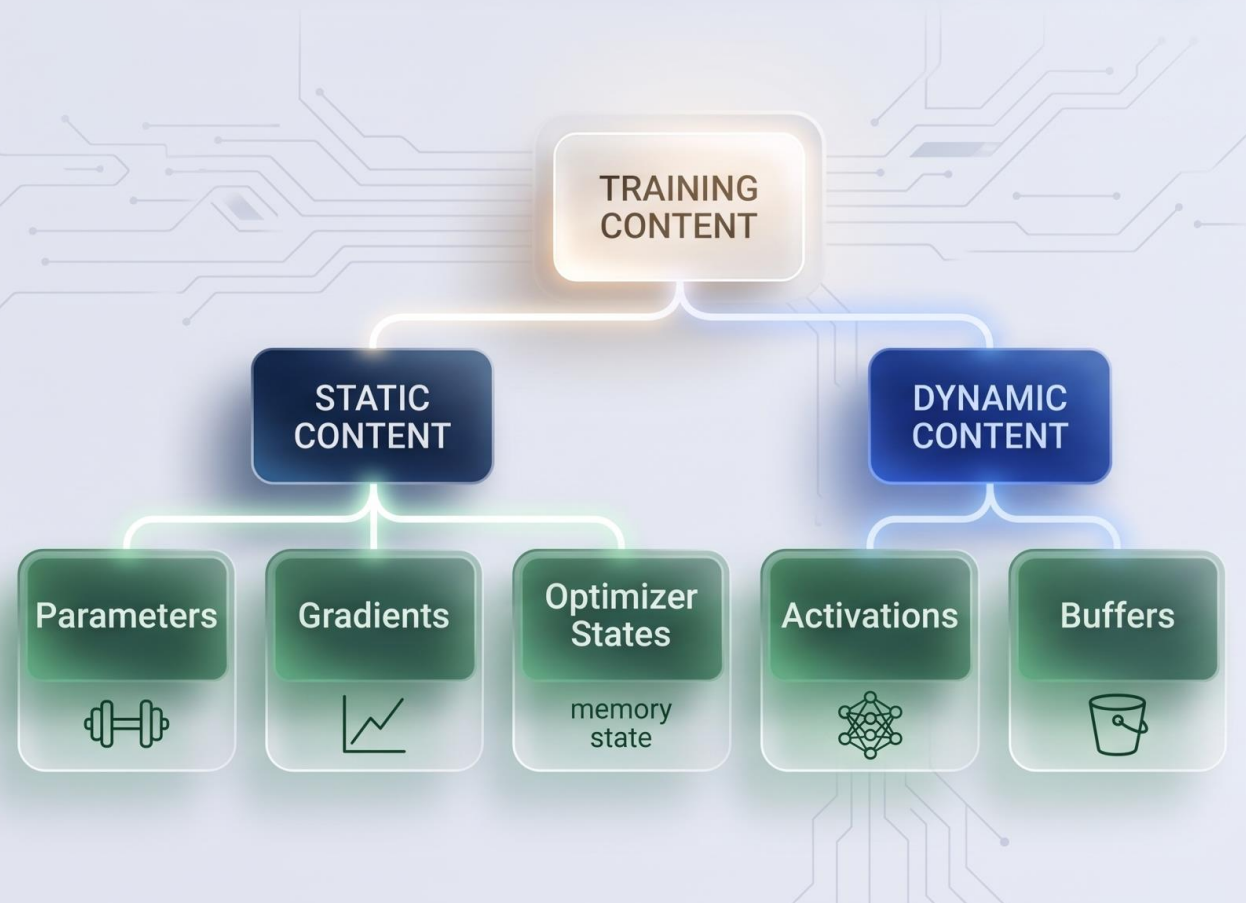 TRAINING
CONTENT
STATIC
CONTENT
DYNAMIC
CONTENT
Parameters
Gradients
Optimizer
States
Activations
Buffers
memory
state